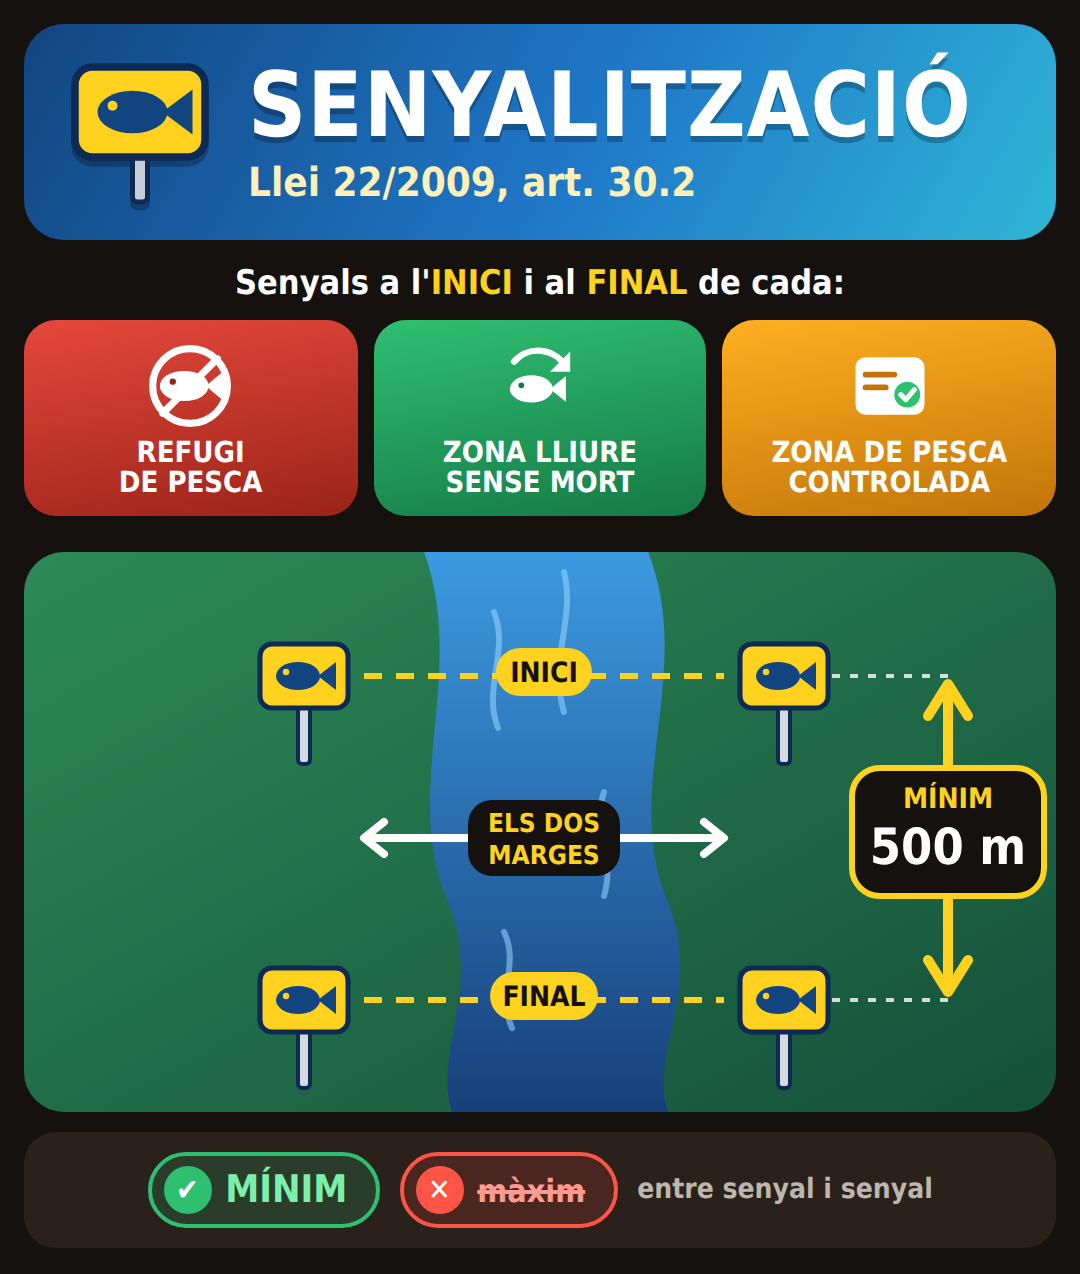 SENYALITZACIÓ
Llei 22/2009, art. 30.2
Senyals a l'INICI i al FINAL de cada:
REFUGI
DE PESCA
ZONA LLIURE
SENSE MORT
ZONA DE PESCA
CONTROLADA
INICI
MÍNIM
500 m
ELS DOS
MARGES
FINAL
✔ MÍNIM
✕ màxim
entre senyal i senyal